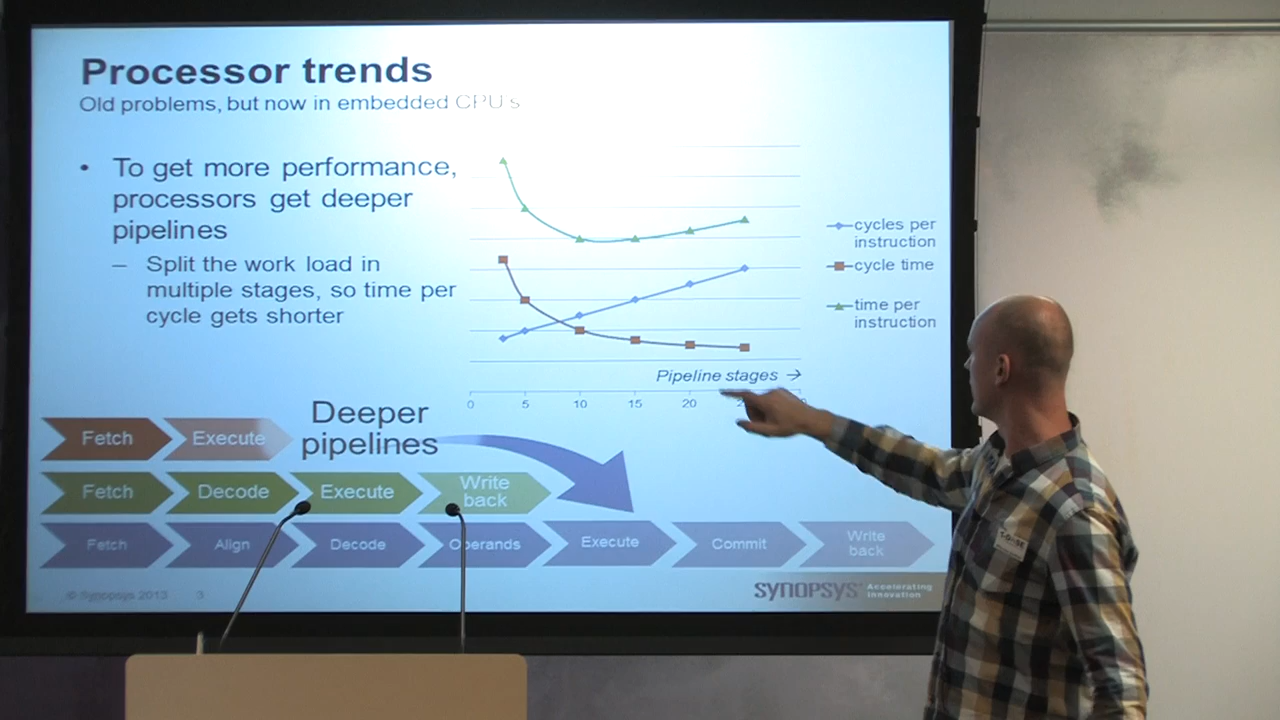 Processor trends
Old problems, but now in embedded CPU's
• To get more performance,
processors get deeper
pipelines
– Split the work load in
multiple stages, so time per
cycle gets shorter
cycles per
instruction
cycle time
time per
instruction
Pipeline stages →
0 5 10 15 20
Deeper
pipelines
Fetch Execute
Fetch Decode Execute Write
back
Fetch Align Decode Operands Execute Commit Write
back
© Synopsys 2013 3
SYNOPSYS Accelerating
Innovation